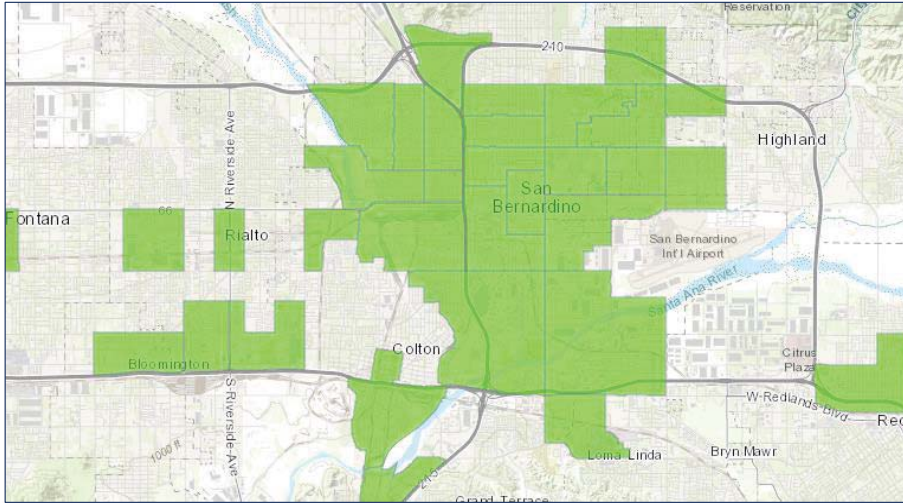 Reservation
210
N-Riverside-Ave
Highland
San
Bernardino
66
Fontana
Rialto
San Bernardino
Int'l Airport
Santa Ana River
Colton
Bloomington
Citrus
Plaza
S-Riverside-Ave
W-Redlands-Blvd
1000 ft
Loma Linda
Bryn Mawr
215
Grand Terrace